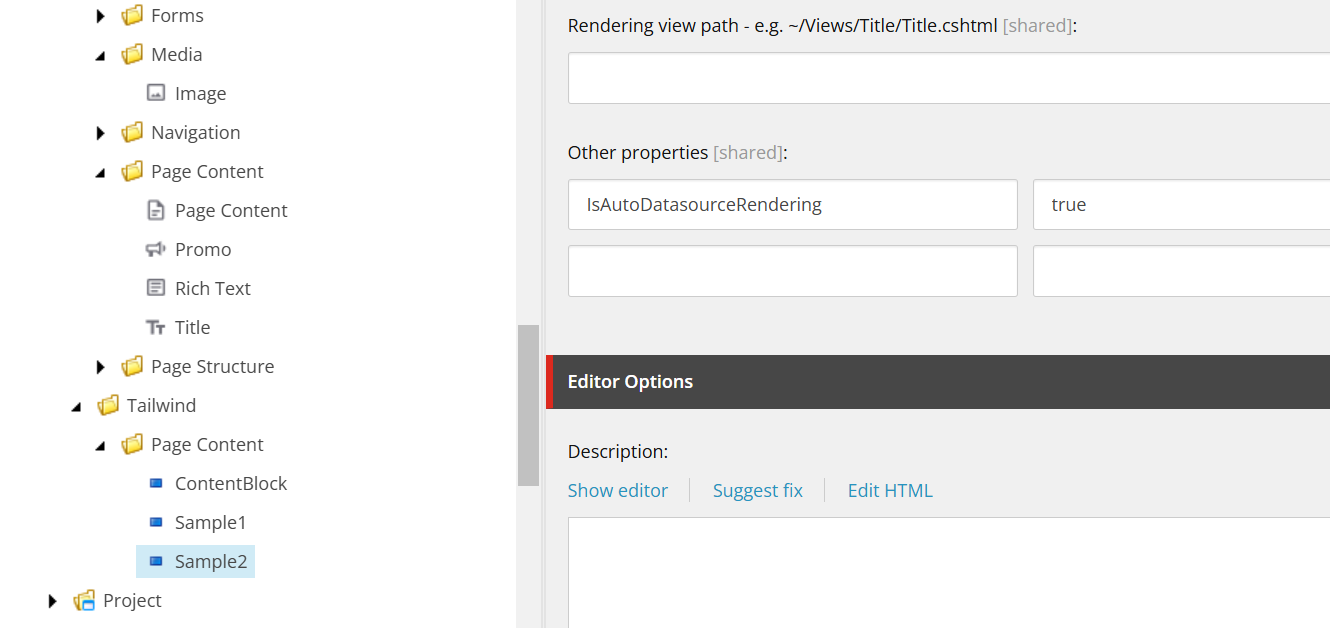 Forms
Media
Image
Navigation
Page Content
Page Content
Promo
Rich Text
Title
Page Structure
Tailwind
Page Content
ContentBlock
Sample1
Sample2
Project
Rendering view path - e.g. ~/Views/Title/Title.cshtml [shared]:
Other properties [shared]:
IsAutoDatasourceRendering true
Editor Options
Description:
Show editor Suggest fix Edit HTML